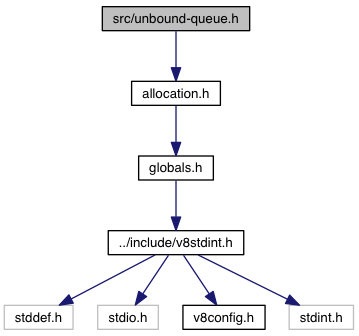 src/unbound-queue.h
allocation.h
globals.h
../include/v8stdint.h
stddef.h
stdio.h
v8config.h
stdint.h